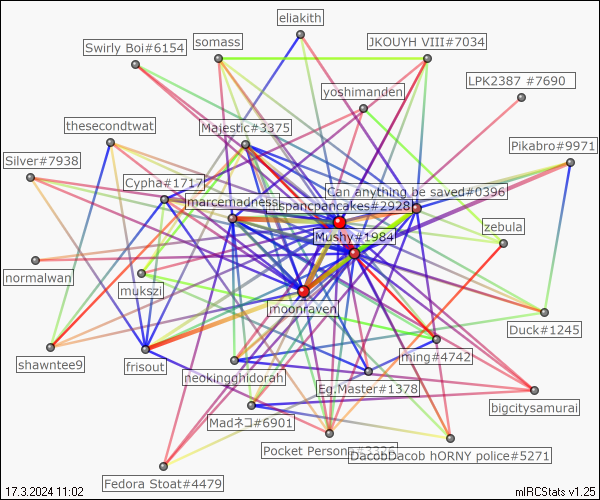 eliakith
somass
JKOUYH VIII#7034
Swirly Boi#6154
LPK2387 #7690
yoshimanden
thesecondtwat
Majestic#3375
Pikabro#9971
Silver#7938
Cypha#1717
Can anything be saved#0396
marcemadness
spancpancakes#2928
zebula
Mushy#1984
normalwan
mukszi
moonraven
Duck#1245
shawntee9
frisout
ming#4742
neokingghidorah
Eg.Master#1378
bigcitysamurai
Madネコ#6901
Pocket Persona#3326
DacobDacob hORNY police#5271
Fedora Stoat#4479
17.3.2024 11:02
mIRCStats v1.25